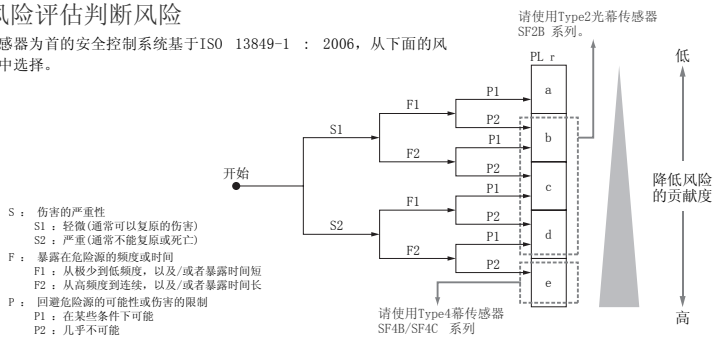 风险评估判断风险
感器为首的安全控制系统基于ISO 13849-1 : 2006，从下面的风
中选择。
请使用Type2光幕传感器
SF2B 系列。
PL r
低
a
b
c
d
e
P1
P2
P1
P2
P1
P2
P1
P2
F1
F2
F1
F2
S1
S2
开始
降低风险
的贡献度
高
S : 伤害的严重性
S1 : 轻微(通常可以复原的伤害)
S2 : 严重(通常不能复原或死亡)
F : 暴露在危险源的频度或时间
F1 : 从极少到低频度，以及/或者暴露时间短
F2 : 从高频度到连续，以及/或者暴露时间长
P : 回避危险源的可能性或伤害的限制
P1 : 在某些条件下可能
P2 : 几乎不可能
请使用Type4幕传感器
SF4B/SF4C 系列